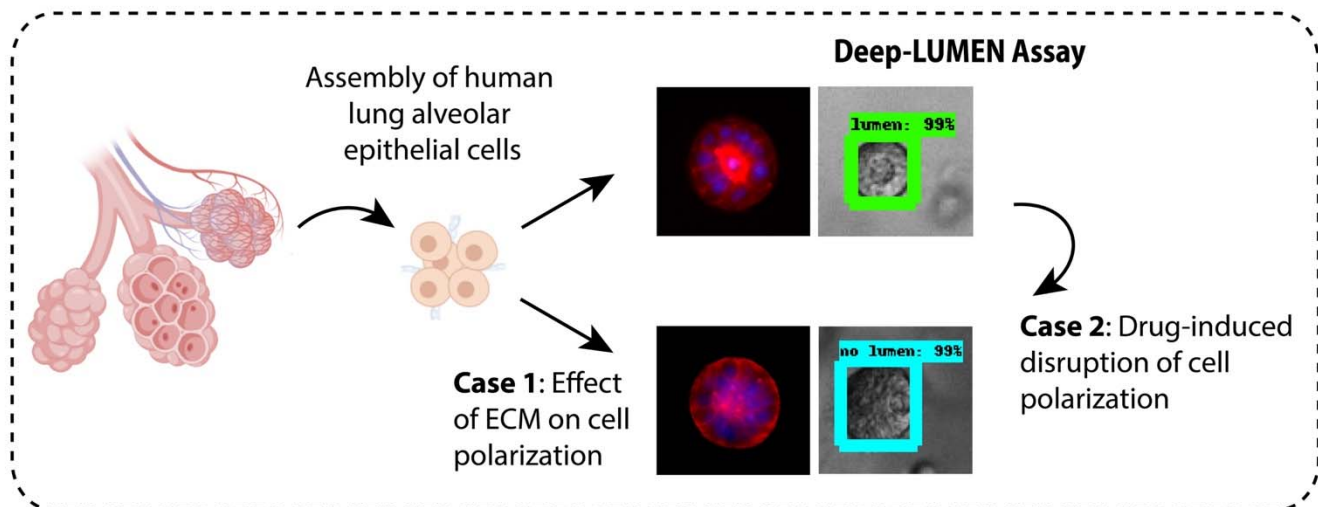 Deep-LUMEN Assay
Assembly of human
lung alveolar
epithelial cells
lumen: 99%
Case 1: Effect
of ECM on cell
polarization
no lumen: 99%
Case 2: Drug-induced
disruption of cell
polarization